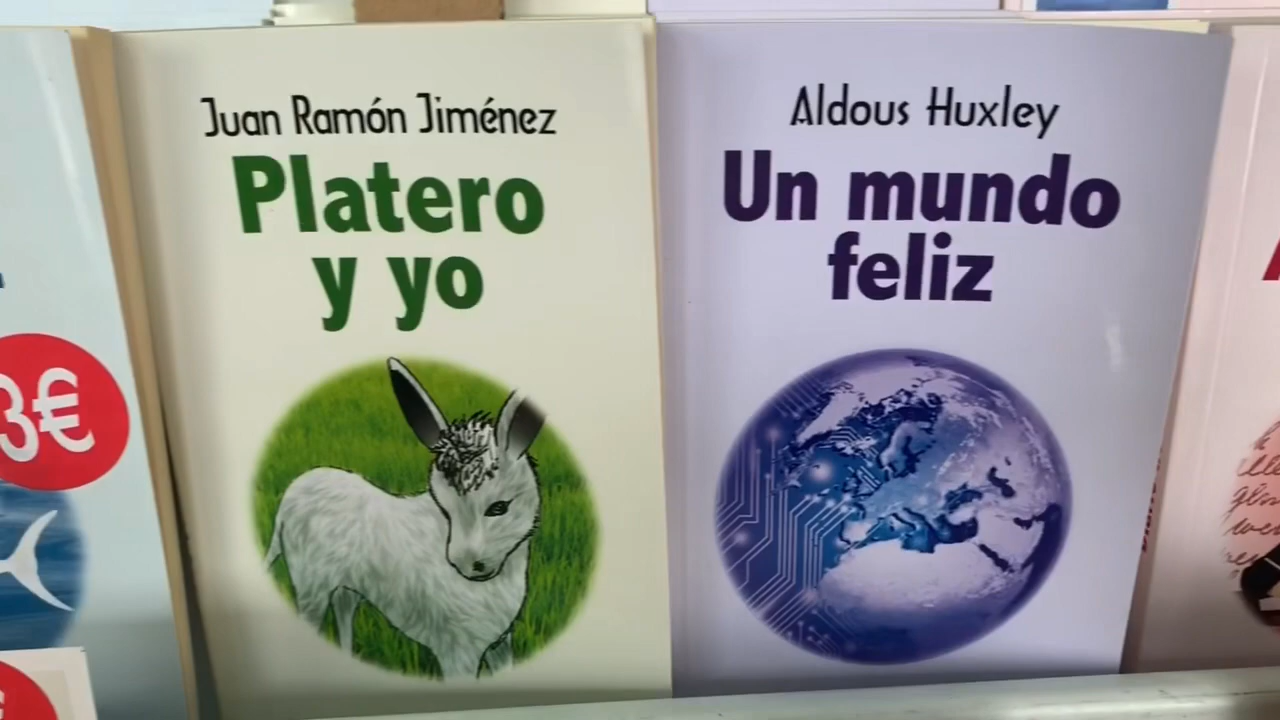 Juan Ramón Jiménez
Platero
y yo
Aldous Huxley
Un mundo
feliz
3€